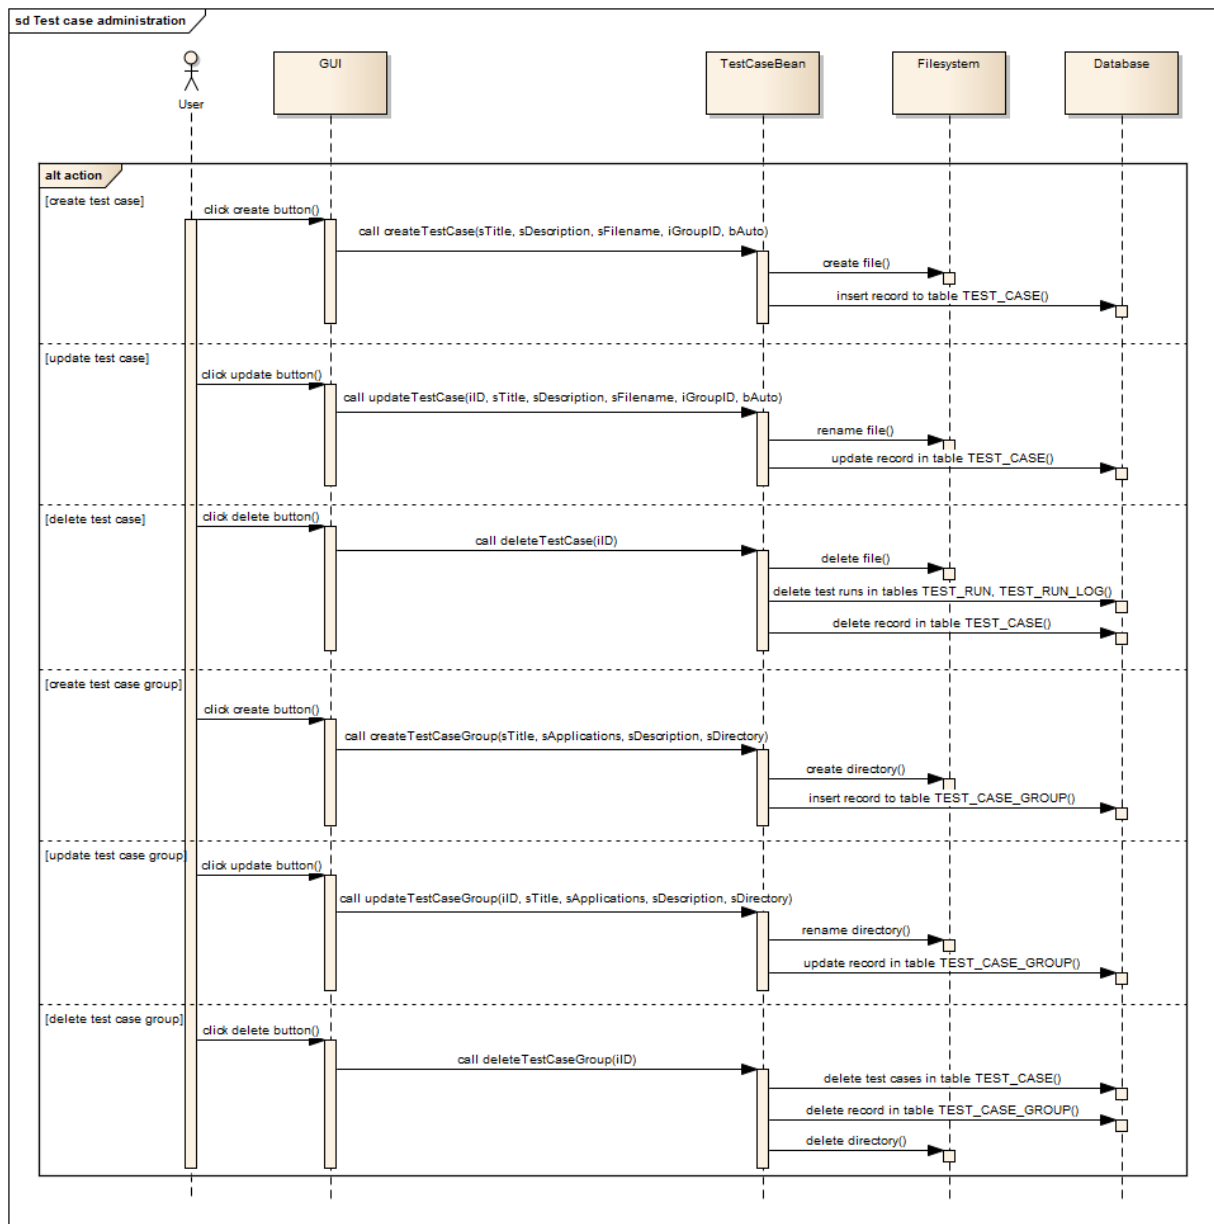 sd Test case administration
User
GUI
TestCaseBean
Filesystem
Database
alt action
[create test case]
click create button()
call createTestCase(sTitle, sDescription, sFilename, iGroupID, bAuto)
create file()
insert record to table TEST_CASE()
[update test case]
click update button()
call updateTestCase(iID, sTitle, sDescription, sFilename, iGroupID, bAuto)
rename file()
update record in table TEST_CASE()
[delete test case]
click delete button()
call deleteTestCase(iID)
delete file()
delete test runs in tables TEST_RUN, TEST_RUN_LOG()
delete record in table TEST_CASE()
[create test case group]
click create button()
call createTestCaseGroup(sTitle, sApplications, sDescription, sDirectory)
create directory()
insert record to table TEST_CASE_GROUP()
[update test case group]
click update button()
call updateTestCaseGroup(iID, sTitle, sApplications, sDescription, sDirectory)
rename directory()
update record in table TEST_CASE_GROUP()
[delete test case group]
click delete button()
call deleteTestCaseGroup(iID)
delete test cases in table TEST_CASE()
delete record in table TEST_CASE_GROUP()
delete directory()